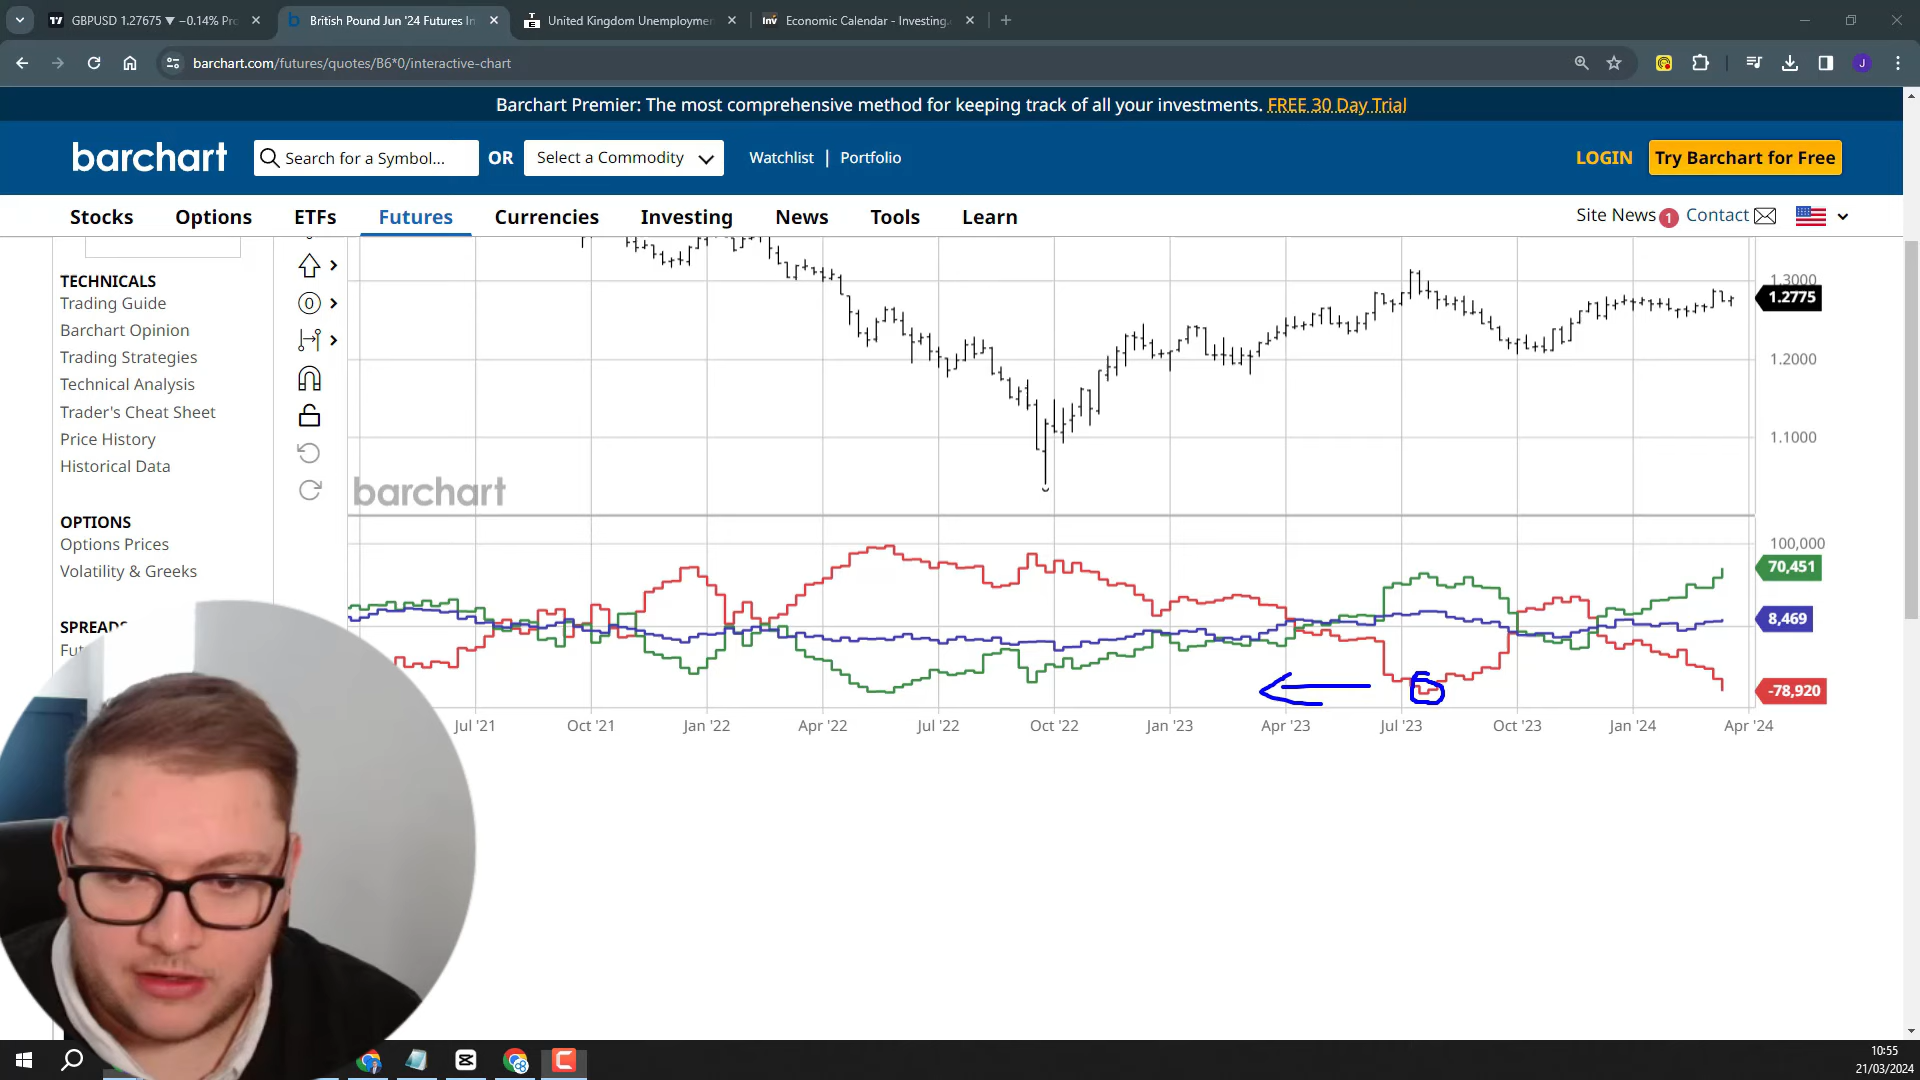 GBPUSD 1.27675 ▼ −0.14%
British Pound Jun '24 Futures In
United Kingdom Unemploymen
Economic Calendar - Investing.
barchart.com/futures/quotes/B6*0/interactive-chart
Barchart Premier: The most comprehensive method for keeping track of all your investments. FREE 30 Day Trial
barchart
Search for a Symbol...
OR
Select a Commodity
Watchlist | Portfolio
LOGIN
Try Barchart for Free
Stocks
Options
ETFs
Futures
Currencies
Investing
News
Tools
Learn
Site News 1
Contact
TECHNICALS
Trading Guide
Barchart Opinion
Trading Strategies
Technical Analysis
Trader's Cheat Sheet
Price History
Historical Data
OPTIONS
Options Prices
Volatility & Greeks
SPREADS
1.3000
1.2775
1.2000
1.1000
barchart
100,000
70,451
8,469
-78,920
Jul '21
Oct '21
Jan '22
Apr '22
Jul '22
Oct '22
Jan '23
Apr '23
Jul '23
Oct '23
Jan '24
Apr '24
10:55
21/03/2024